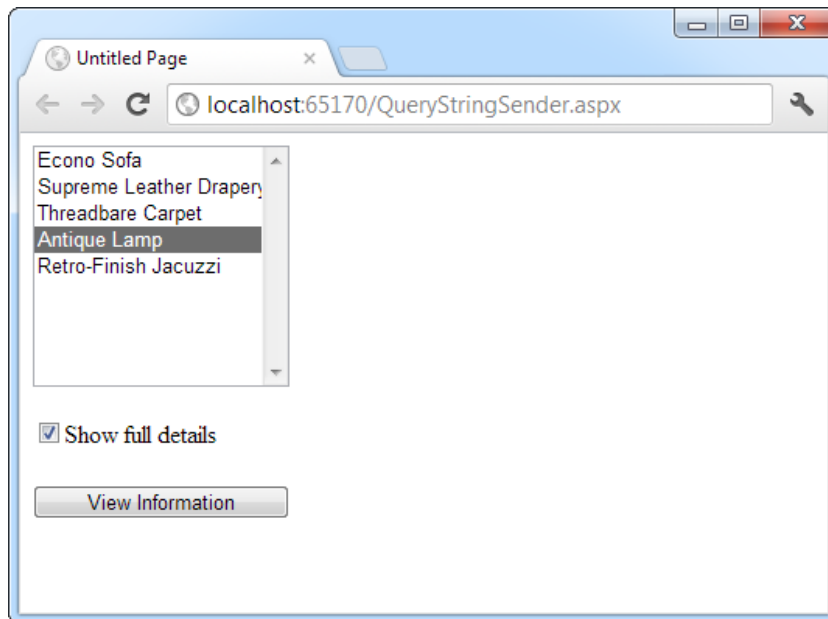 Untitled Page
localhost:65170/QueryStringSender.aspx
Econo Sofa
Supreme Leather Drapery
Threadbare Carpet
Antique Lamp
Retro-Finish Jacuzzi
Show full details
View Information